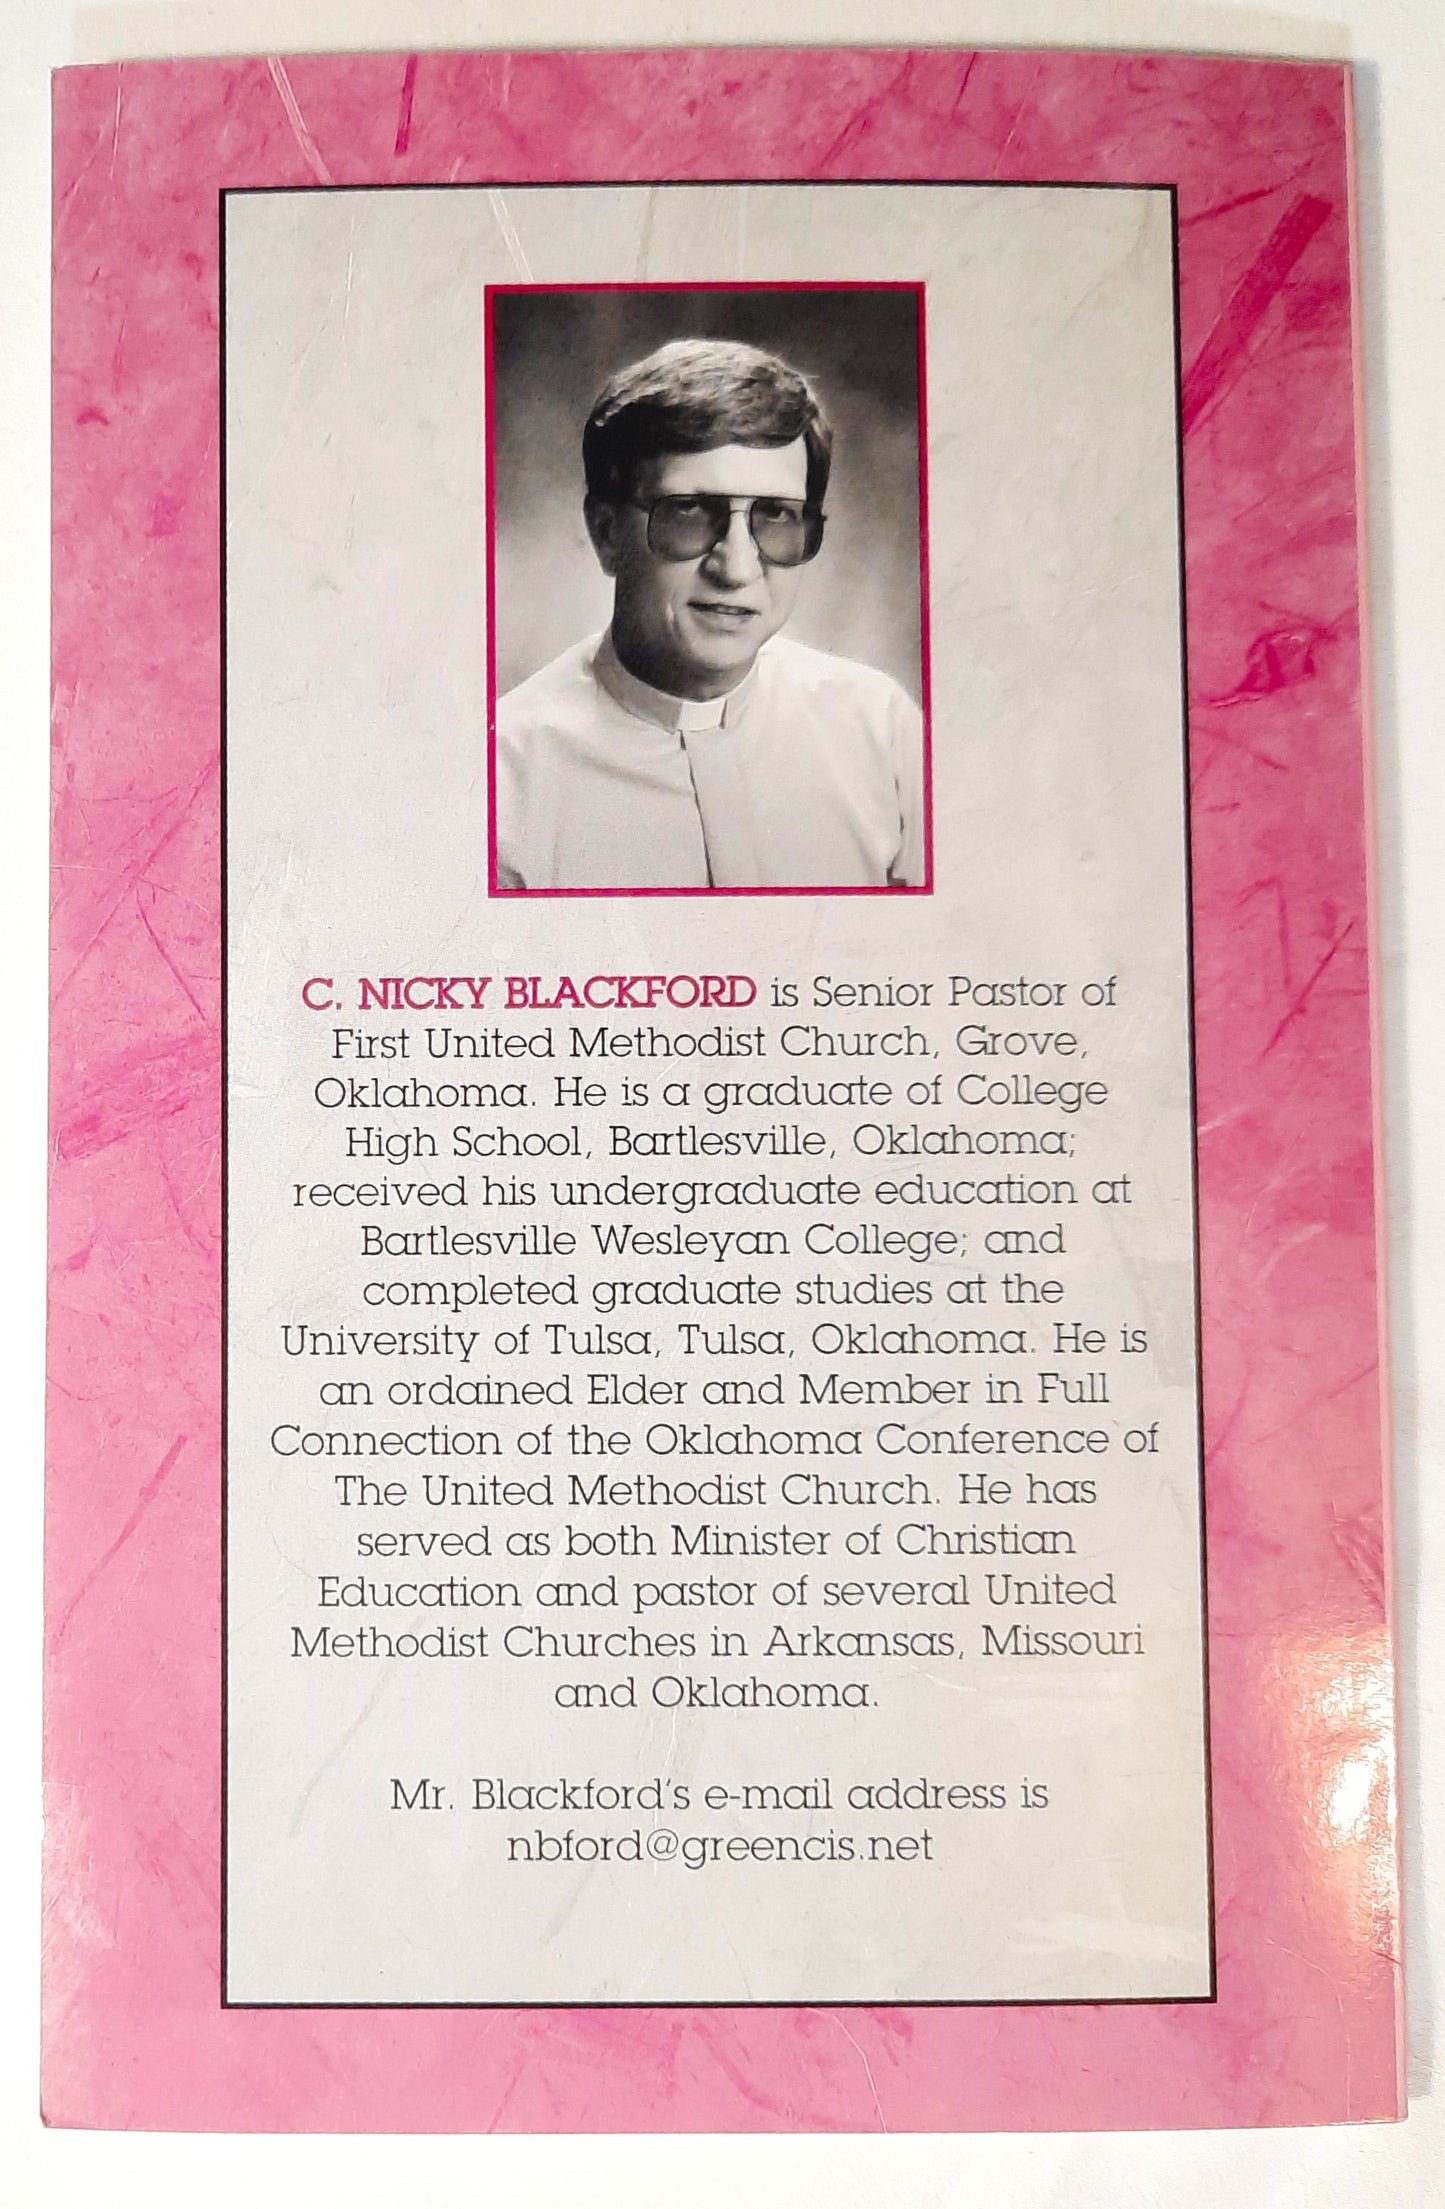 C. NICKY BLACKFORD is Senior Pastor of
First United Methodist Church, Grove,
Oklahoma. He is a graduate of College
High School, Bartlesville, Oklahoma;
received his undergraduate education at
Bartlesville Wesleyan College; and
completed graduate studies at the
University of Tulsa, Tulsa, Oklahoma. He is
an ordained Elder and Member in Full
Connection of the Oklahoma Conference of
The United Methodist Church. He has
served as both Minister of Christian
Education and pastor of several United
Methodist Churches in Arkansas, Missouri
and Oklahoma.
Mr. Blackford's e-mail address is
nbford@greencis.net